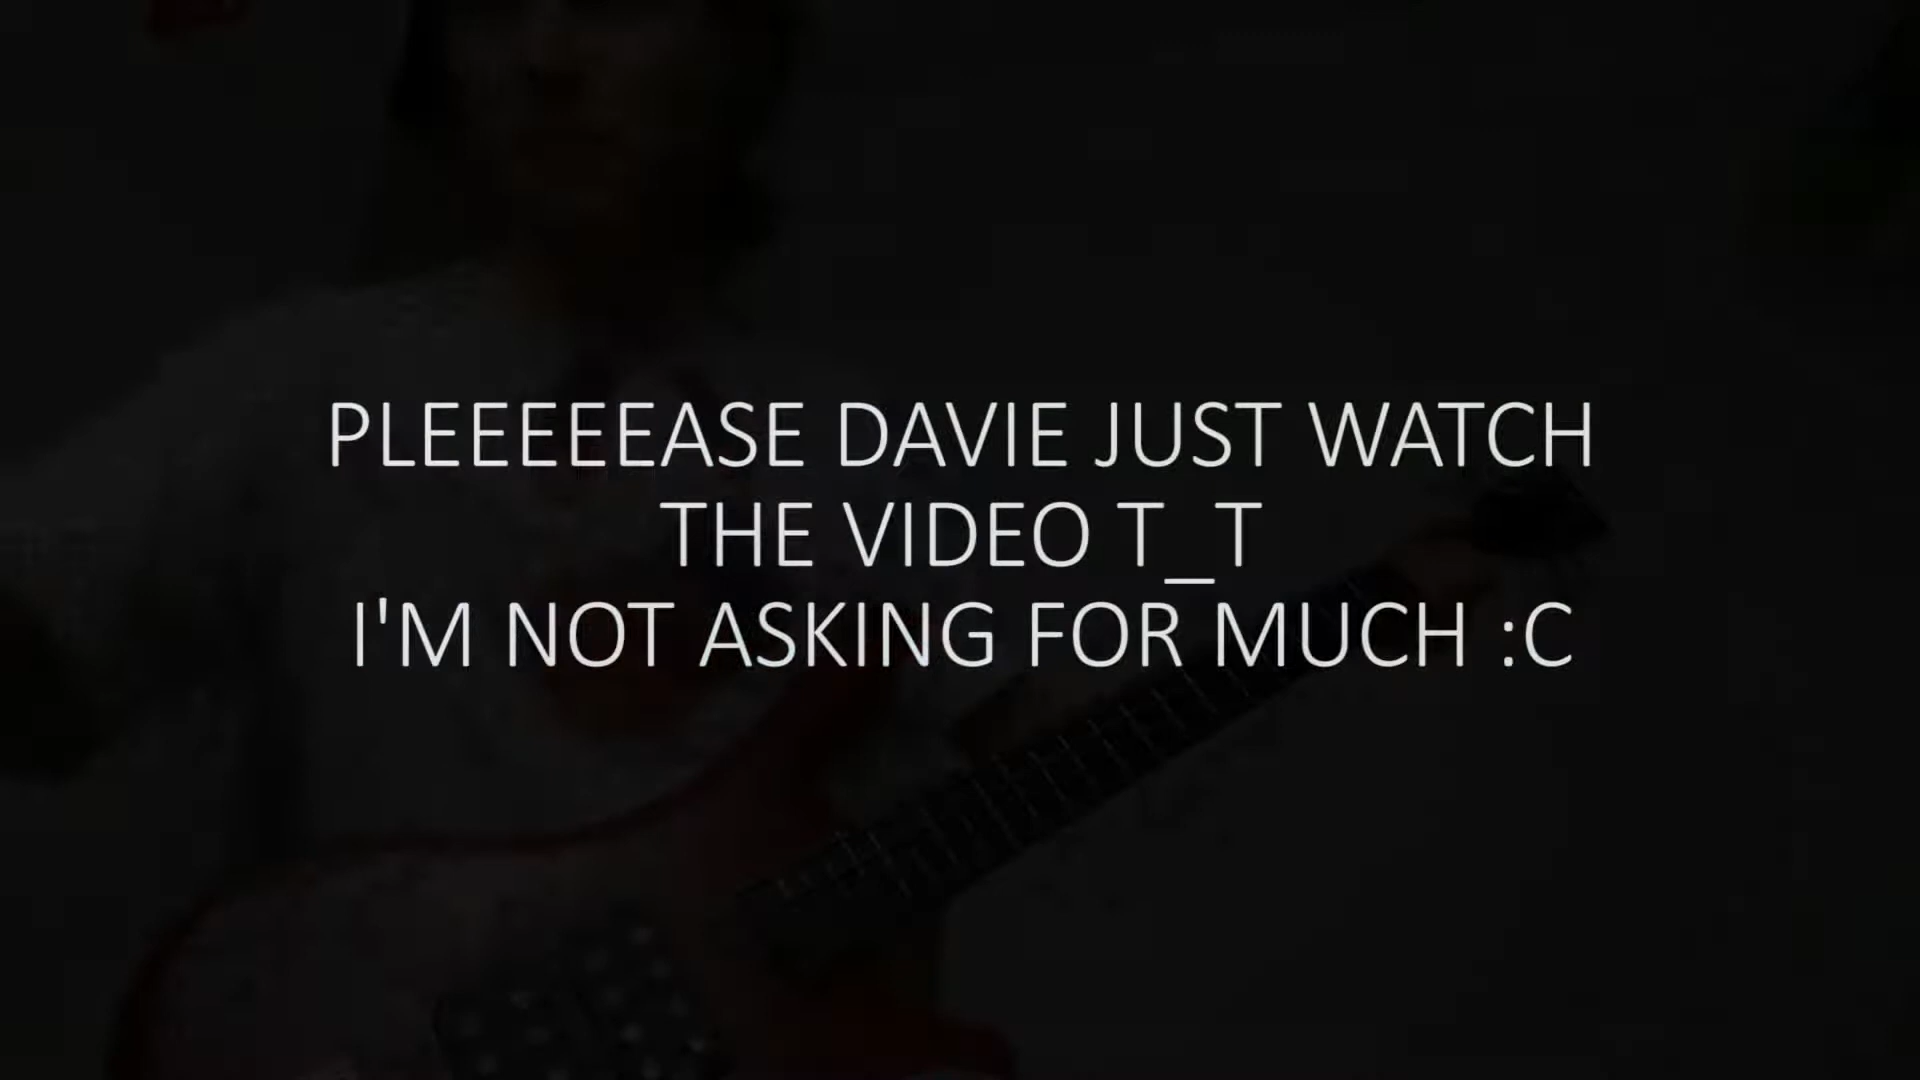 PLEEEEEASE DAVIE JUST WATCH
THE VIDEO T_T
I'M NOT ASKING FOR MUCH :C